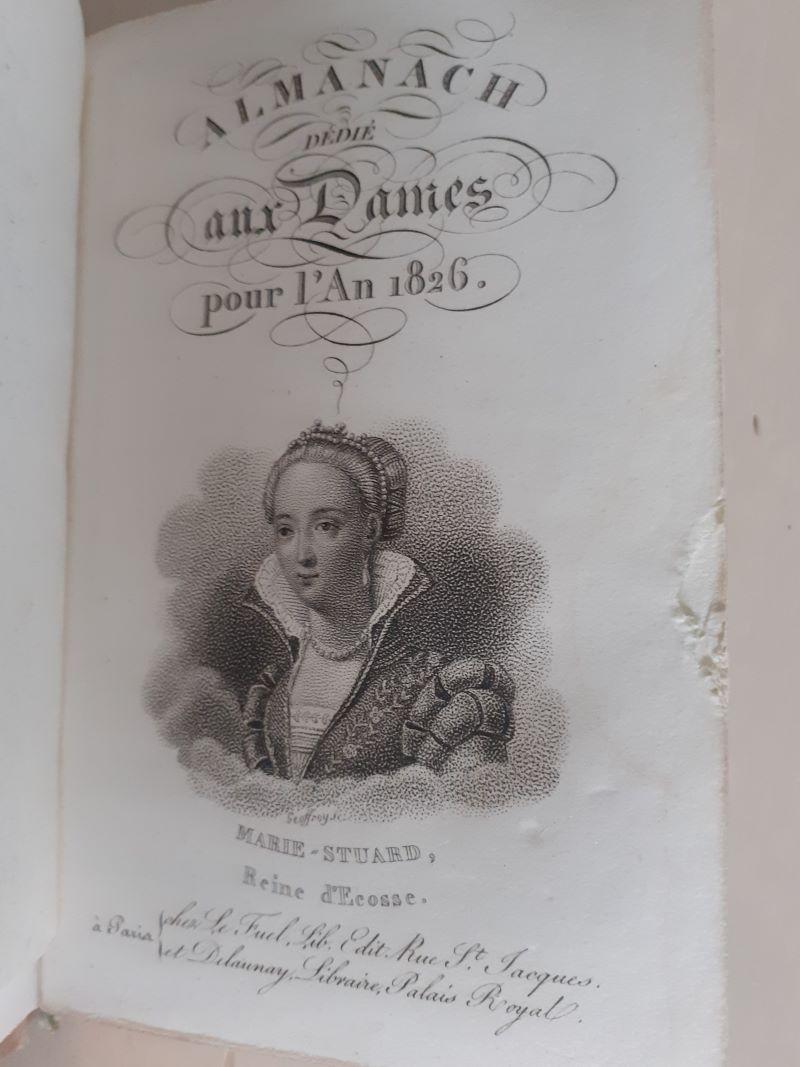 ALMANACH
DÉDIÉ
aux Dames
pour l'An 1826.
Geoffroy sc.
MARIE-STUARD,
Reine d'Ecosse.
à Paris { chez Le Fuel, Lib. Edit. Rue St. Jacques.
et Delaunay, Libraire, Palais Royal.